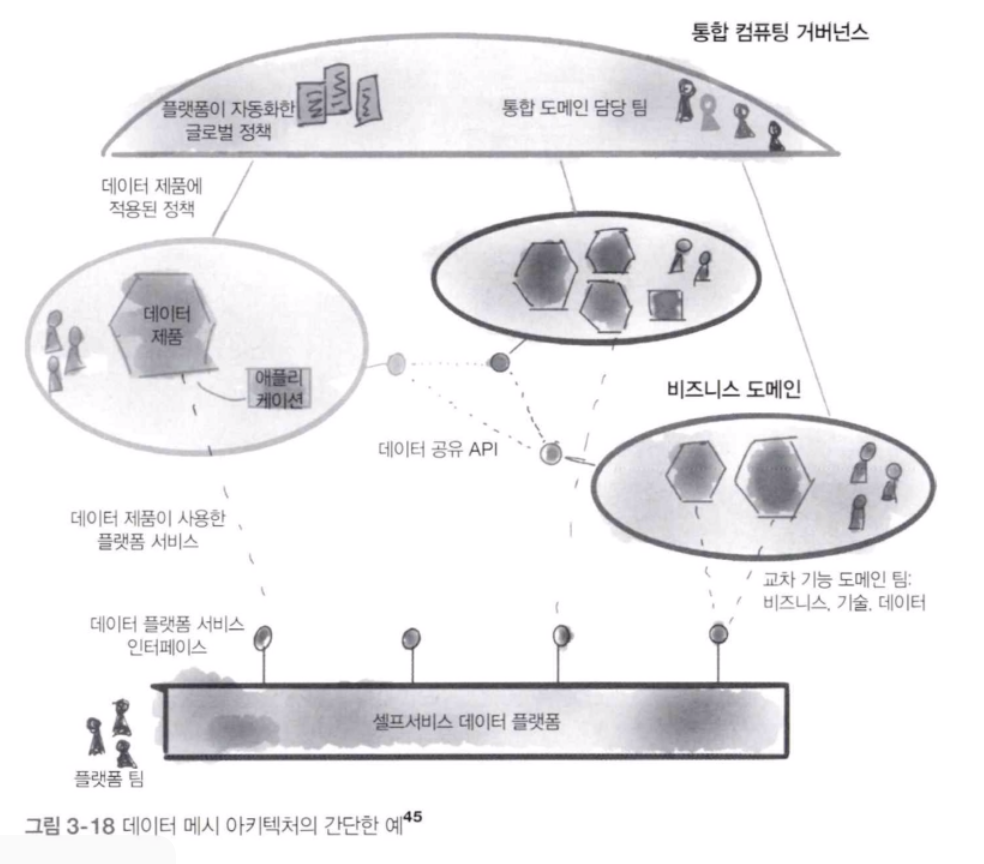 통합 컴퓨팅 거버넌스
플랫폼이 자동화한
글로벌 정책
통합 도메인 담당 팀
데이터 제품에
적용된 정책
데이터
제품
애플리
케이션
비즈니스 도메인
데이터 공유 API
데이터 제품이 사용한
플랫폼 서비스
교차 기능 도메인 팀:
비즈니스, 기술, 데이터
데이터 플랫폼 서비스
인터페이스
셀프서비스 데이터 플랫폼
플랫폼 팀
그림 3-18 데이터 메시 아키텍처의 간단한 예45